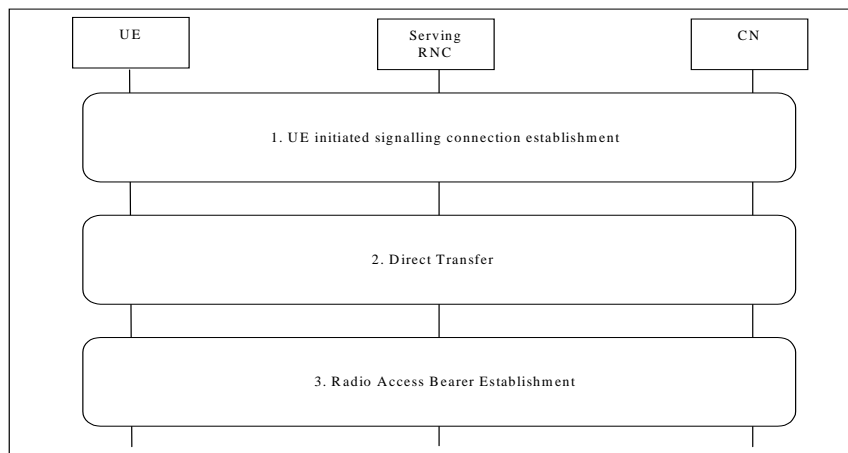 UE
Serving
RNC
CN
1. UE initiated signalling connection establishment
2. Direct Transfer
3. Radio Access Bearer Establishment